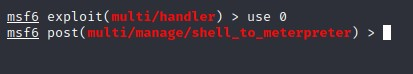 msf6 exploit(multi/handler) > use 0
msf6 post(multi/manage/shell_to_meterpreter) >